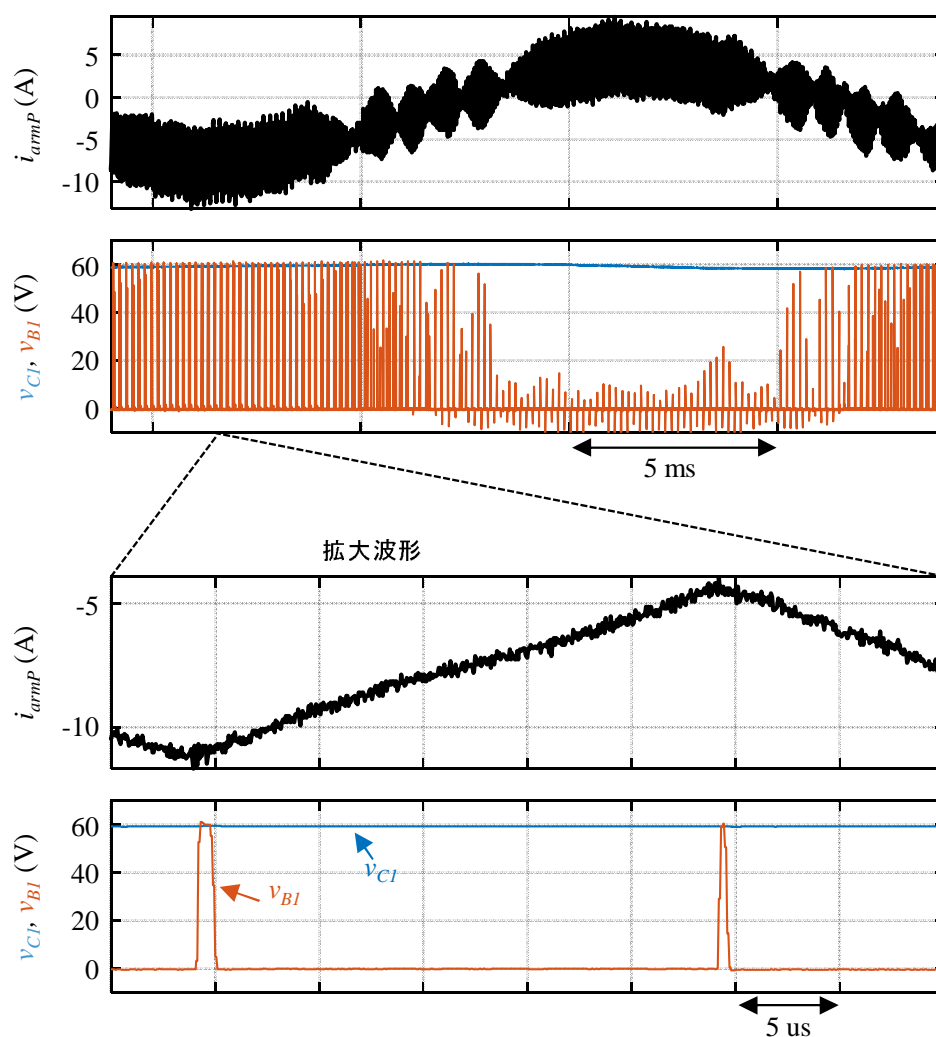 i_armP (A)
5
0
-5
-10
v_C1, v_B1 (V)
60
40
20
0
5 ms
拡大波形
i_armP (A)
-5
-10
v_C1, v_B1 (V)
60
40
20
0
v_C1
v_B1
5 us